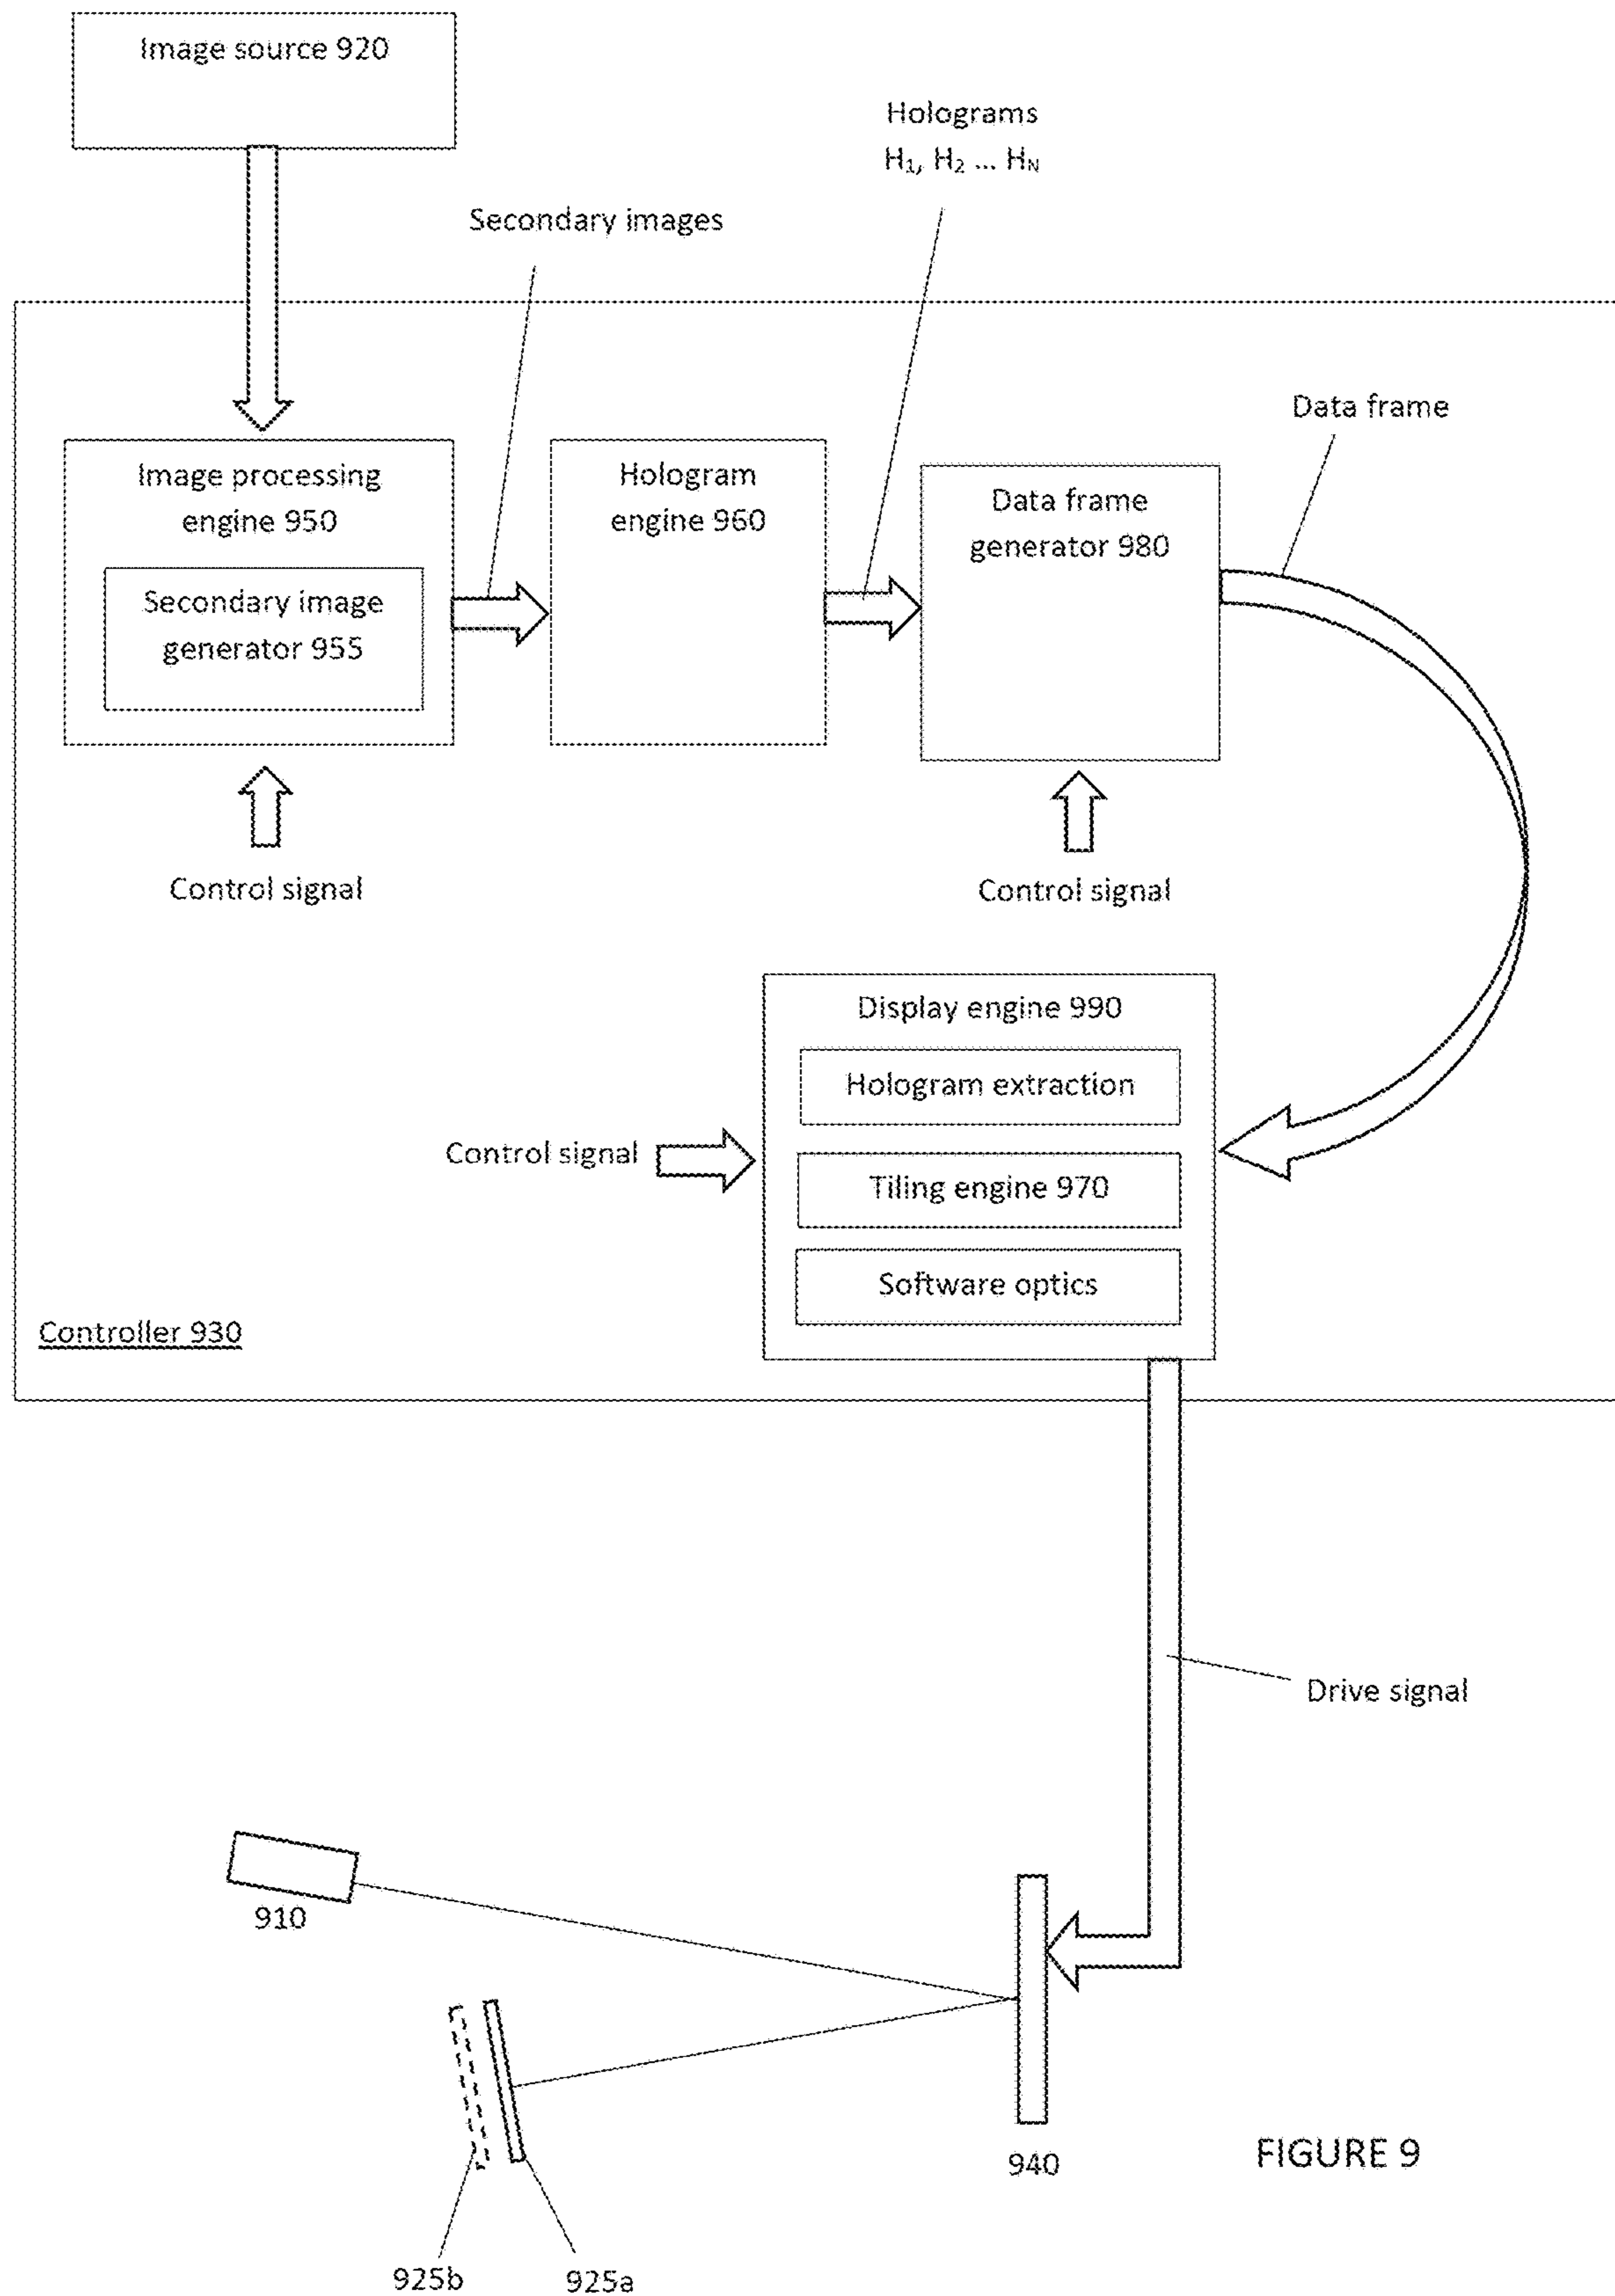 Image source 920
Holograms
H₁, H₂ ... H_N
Secondary images
Data frame
Image processing
engine 950
Secondary image
generator 955
Hologram
engine 960
Data frame
generator 980
Control signal
Control signal
Display engine 990
Hologram extraction
Control signal
Tiling engine 970
Software optics
Controller 930
Drive signal
910
940
FIGURE 9
925b
925a